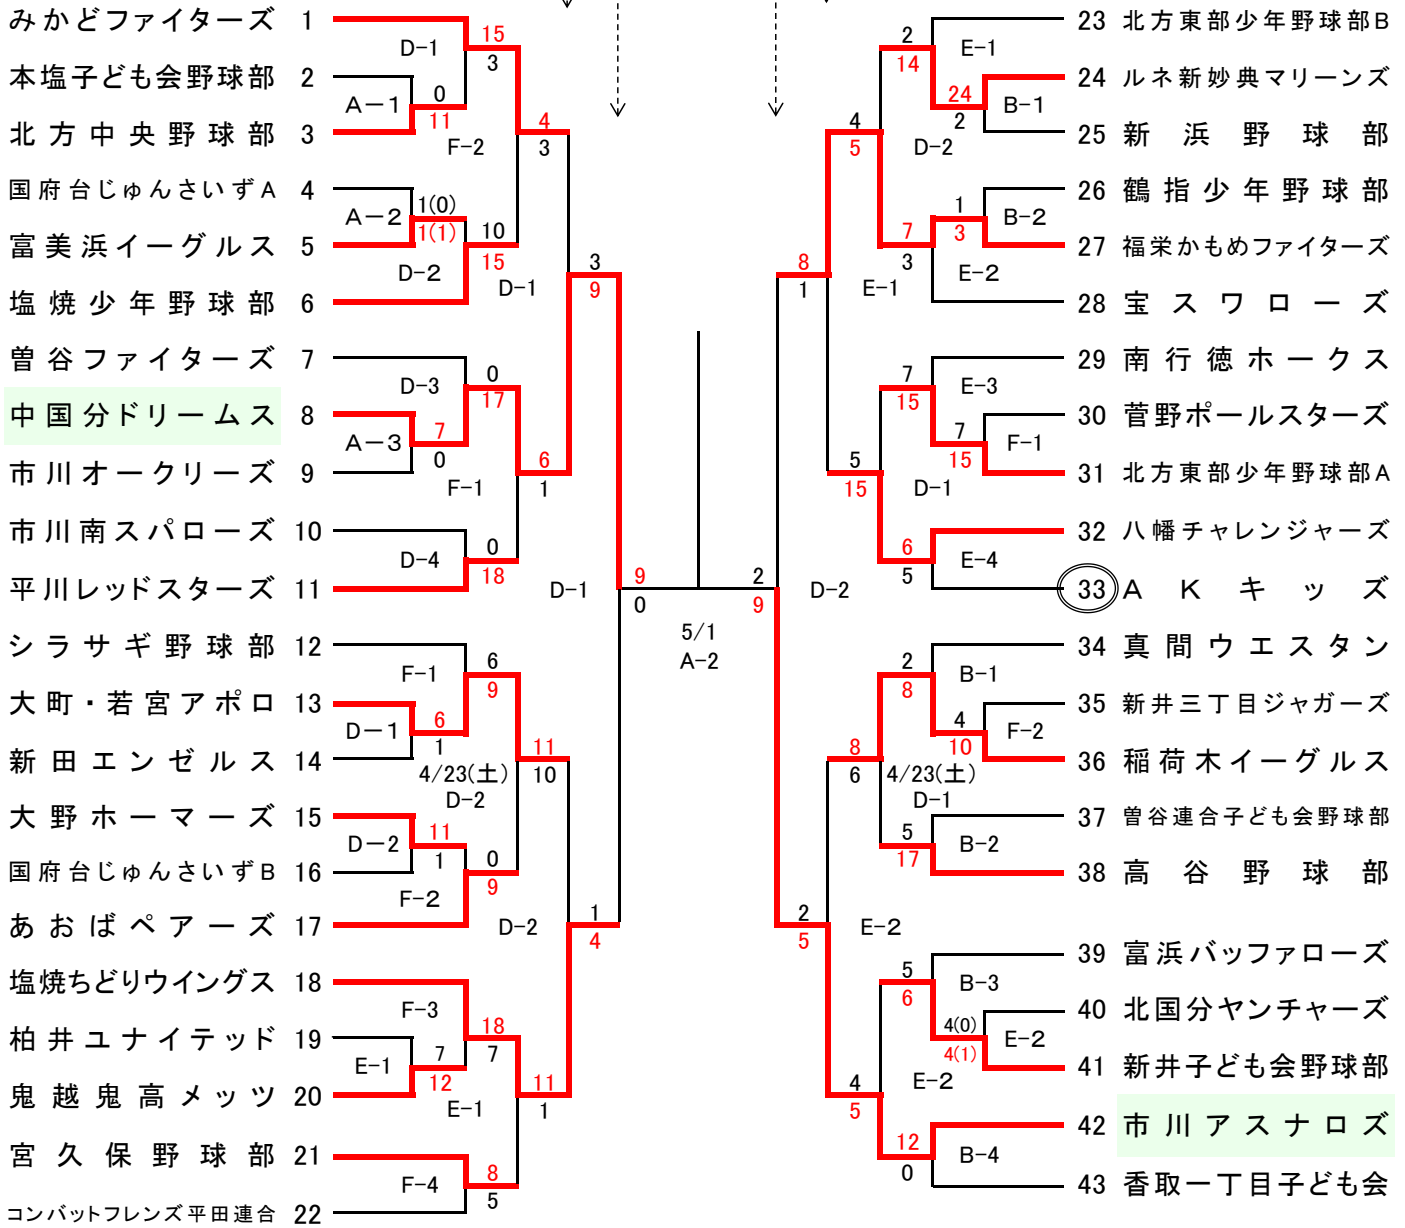 みかどファイターズ 1
本塩子ども会野球部 2
北方中央野球部 3
国府台じゅんさいずA 4
富美浜イーグルス 5
塩焼少年野球部 6
曽谷ファイターズ 7
中国分ドリームス 8
市川オークリーズ 9
市川南スパローズ 10
平川レッドスターズ 11
シラサギ野球部 12
大町・若宮アポロ 13
新田エンゼルス 14
大野ホーマーズ 15
国府台じゅんさいずB 16
あおばペアーズ 17
塩焼ちどりウイングス 18
柏井ユナイテッド 19
鬼越鬼高メッツ 20
宮久保野球部 21
コンバットフレンズ平田連合 22
A-1
0
11
A-2
1(0)
1(1)
A-3
7
0
D-1
6
1
D-2
11
1
E-1
7
12
D-1
15
3
D-2
10
15
D-3
0
17
D-4
0
18
F-1
6
9
F-2
0
9
F-3
18
7
F-4
8
5
F-2
4
3
F-1
6
1
4/23(土)
D-2
11
10
E-1
11
1
D-1
3
9
D-2
1
4
D-1
9
0
5/1
A-2
2
9
D-2
8
1
E-2
2
5
E-1
4
5
D-1
5
15
4/23(土)
D-1
8
6
E-2
4
5
D-2
2
14
E-1
7
3
E-2
7
15
E-3
6
5
E-4
2
8
B-1
5
17
B-2
5
6
B-3
12
0
B-4
24
2
B-1
1
3
B-2
7
15
F-1
4
10
F-2
4(0)
4(1)
E-2
23 北方東部少年野球部B
24 ルネ新妙典マリーンズ
25 新浜野球部
26 鶴指少年野球部
27 福栄かもめファイターズ
28 宝スワローズ
29 南行徳ホークス
30 菅野ポールスターズ
31 北方東部少年野球部A
32 八幡チャレンジャーズ
33 AKキッズ
34 真間ウエスタン
35 新井三丁目ジャガーズ
36 稲荷木イーグルス
37 曽谷連合子ども会野球部
38 高谷野球部
39 富浜バッファローズ
40 北国分ヤンチャーズ
41 新井子ども会野球部
42 市川アスナロズ
43 香取一丁目子ども会